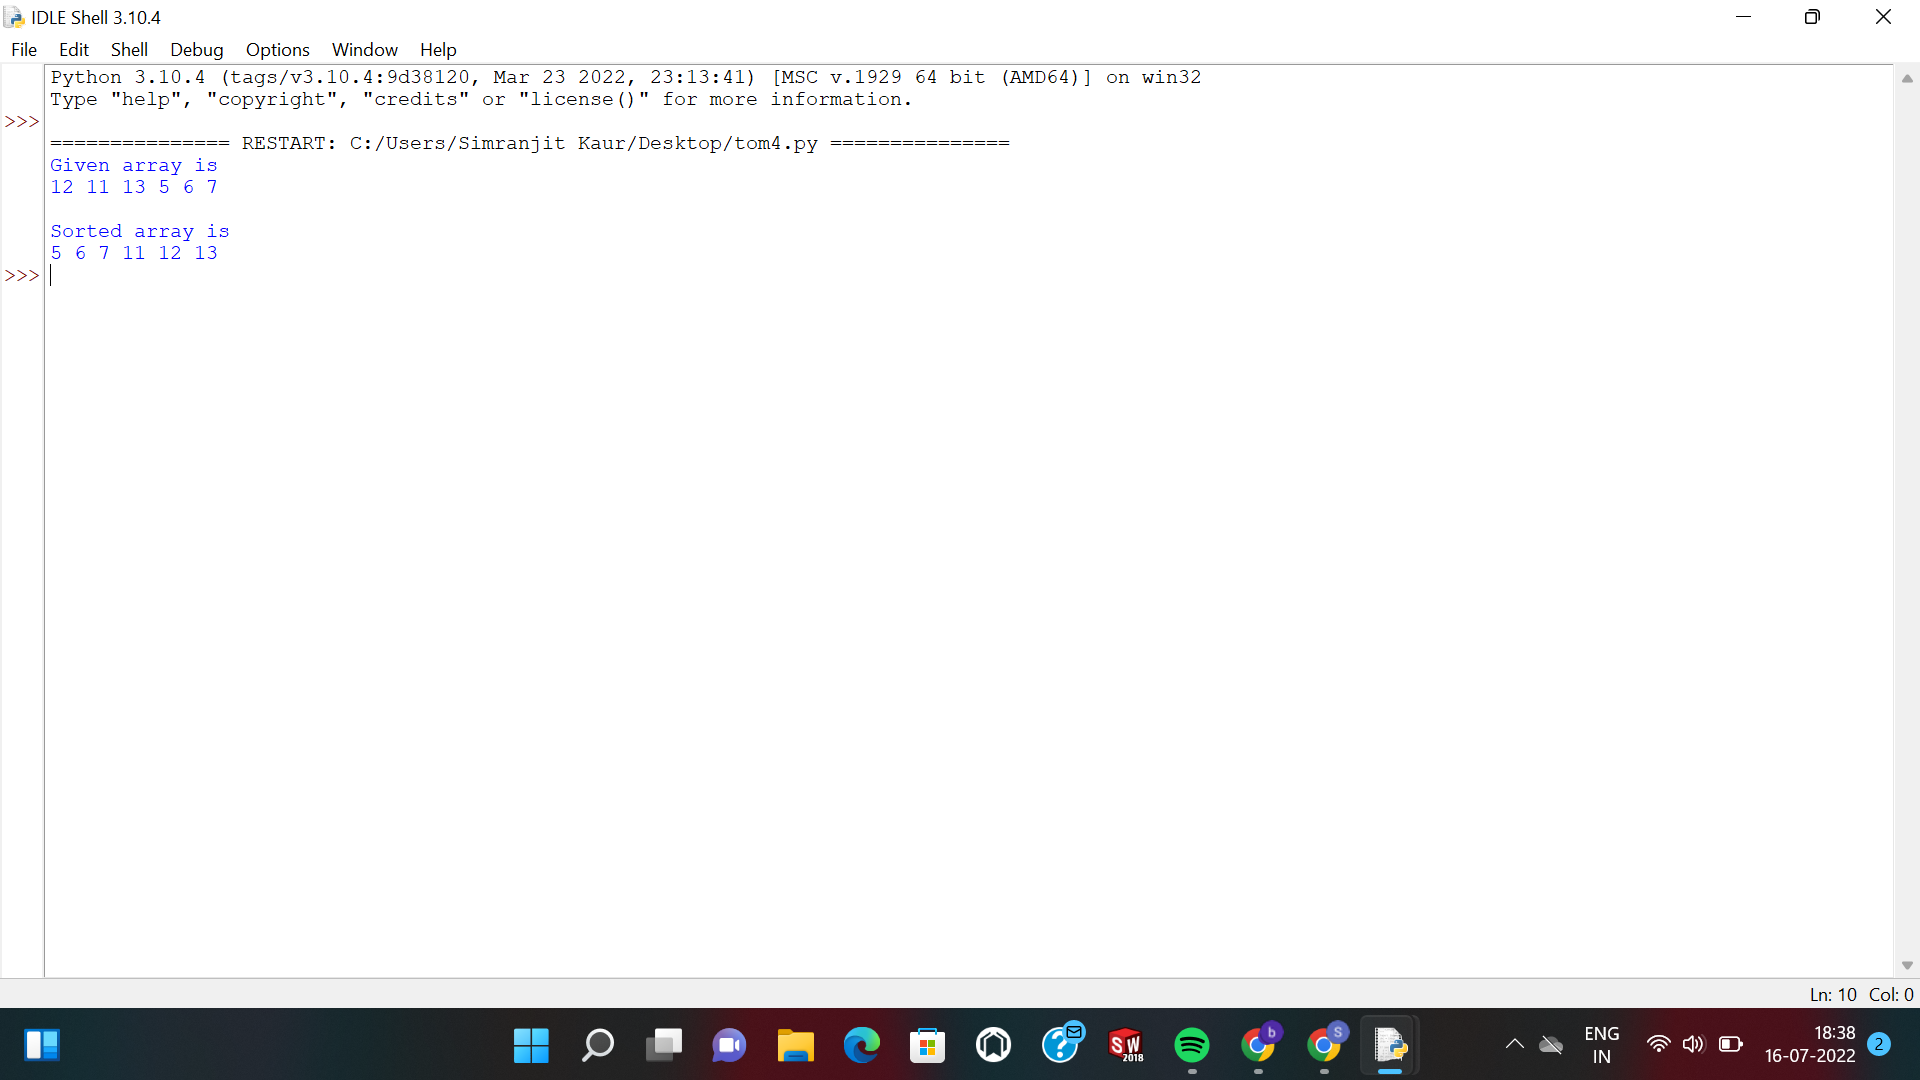 IDLE Shell 3.10.4
File Edit Shell Debug Options Window Help
Python 3.10.4 (tags/v3.10.4:9d38120, Mar 23 2022, 23:13:41) [MSC v.1929 64 bit (AMD64)] on win32
Type "help", "copyright", "credits" or "license()" for more information.
>>>
=============== RESTART: C:/Users/Simranjit Kaur/Desktop/tom4.py ===============
Given array is
12 11 13 5 6 7
Sorted array is
5 6 7 11 12 13
>>>
Ln: 10 Col: 0
SW
2018
b
S
ENG
IN
18:38
16-07-2022
2